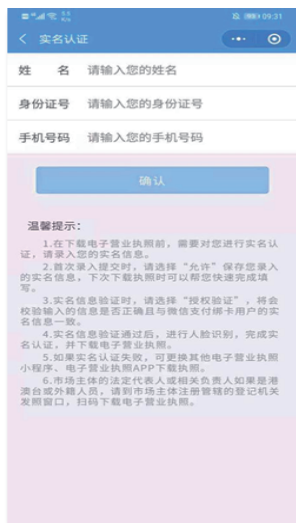 09:31
实名认证
姓 名 请输入您的姓名
身份证号 请输入您的身份证号
手机号码 请输入您的手机号码
确认
温馨提示：
1.在下载电子营业执照前，需要对您进行实名认
证，请录入您的实名信息。
2.首次录入提交时，请选择“允许”保存您录入
的实名信息，下次下载执照时可以帮您快速完成填
写。
3.实名信息验证时，请选择“授权验证”，将会
校验输入的信息是否正确且与微信支付绑卡用户的实
名信息一致。
4.实名信息验证通过后，进行人脸识别，完成实
名认证，并下载电子营业执照。
5.如果实名认证失败，可更换其他电子营业执照
小程序、电子营业执照APP下载执照。
6.市场主体的法定代表人或相关负责人如果是港
澳台或外籍人员，请到市场主体注册管辖的登记机关
发照窗口，扫码下载电子营业执照。